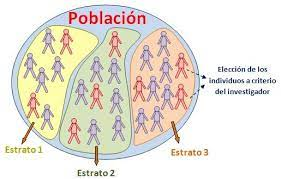 Población
Elección de los
individuos a criterio
del investigador
Estrato 1
Estrato 2
Estrato 3